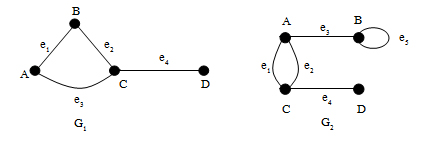 B
e₁ e₂ e₄
A C D
e₃
G₁
A B
e₃ e₅
e₁ e₂
C e₄ D
G₂